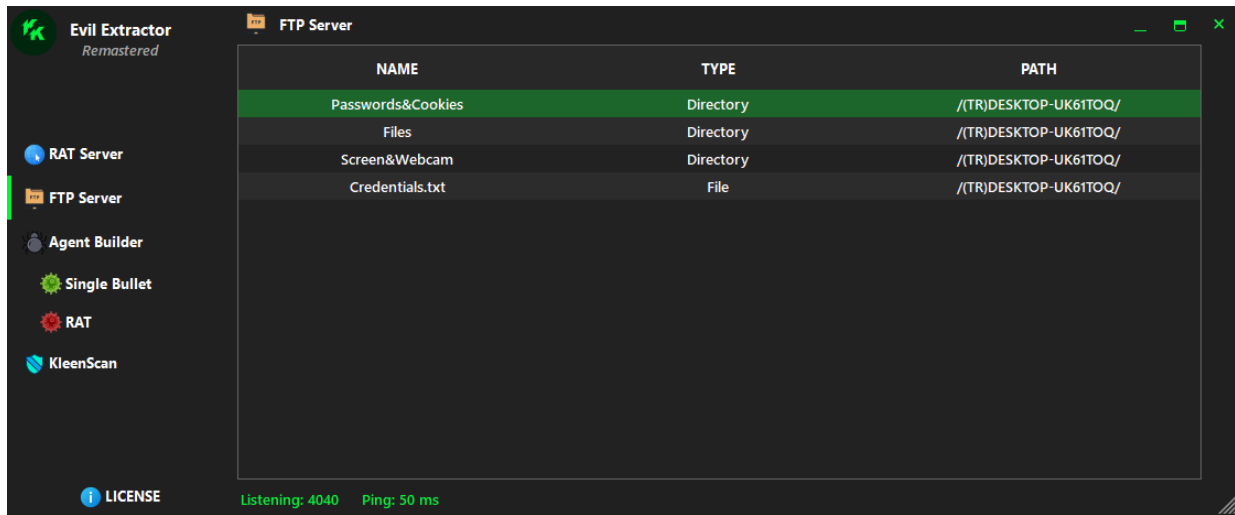 Evil Extractor
Remastered
RAT Server
FTP Server
Agent Builder
Single Bullet
RAT
KleenScan
LICENSE
FTP Server
NAME TYPE PATH
Passwords&Cookies Directory /(TR)DESKTOP-UK61TOQ/
Files Directory /(TR)DESKTOP-UK61TOQ/
Screen&Webcam Directory /(TR)DESKTOP-UK61TOQ/
Credentials.txt File /(TR)DESKTOP-UK61TOQ/
Listening: 4040 Ping: 50 ms